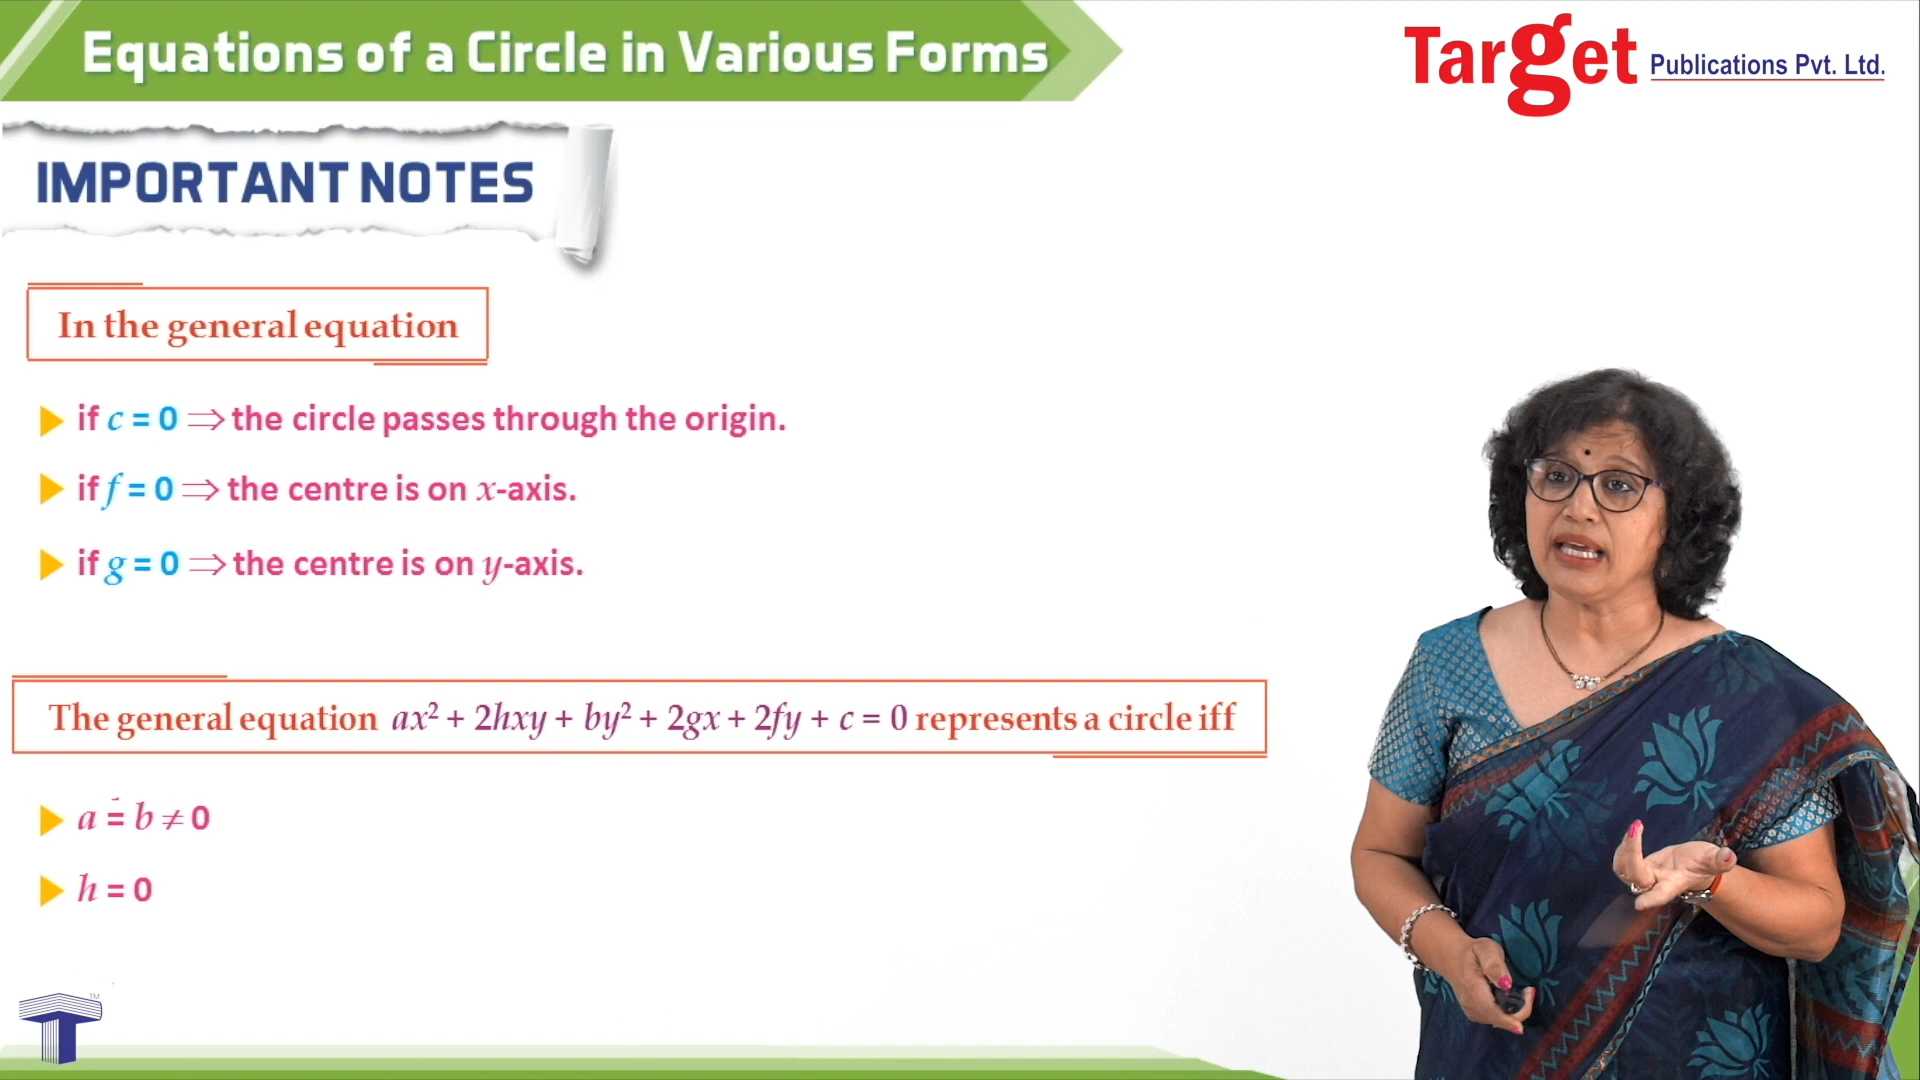 Equations of a Circle in Various Forms
Target Publications Pvt. Ltd.
IMPORTANT NOTES
In the general equation
if c = 0 ⇒ the circle passes through the origin.
if f = 0 ⇒ the centre is on x-axis.
if g = 0 ⇒ the centre is on y-axis.
The general equation ax² + 2hxy + by² + 2gx + 2fy + c = 0 represents a circle iff
a = b ≠ 0
h = 0
T
TM